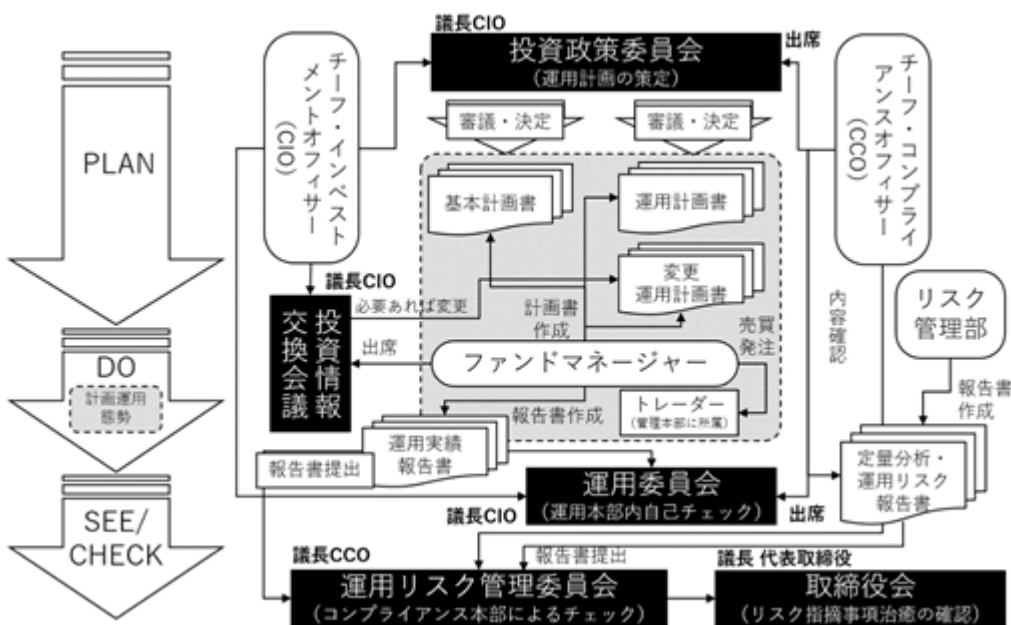 PLAN
DO
計画運用
態勢
SEE/
CHECK
チーフ・インベスト
メントオフィサー
(CIO)
議長CIO
投資政策委員会
(運用計画の策定)
出席
チーフ・コンプライ
アンスオフィサー
(CCO)
審議・決定
審議・決定
基本計画書
運用計画書
変更
運用計画書
議長CIO
投資情報
交換会議
必要あれば変更
出席
計画書
作成
売買
発注
ファンドマネージャー
報告書作成
トレーダー
(管理本部に所属)
内容確認
リスク
管理部
報告書
作成
運用実績
報告書
報告書提出
定量分析・
運用リスク
報告書
運用委員会
(運用本部内自己チェック)
議長CIO
出席
議長CCO
報告書提出
運用リスク管理委員会
(コンプライアンス本部によるチェック)
議長 代表取締役
取締役会
(リスク指摘事項治癒の確認)